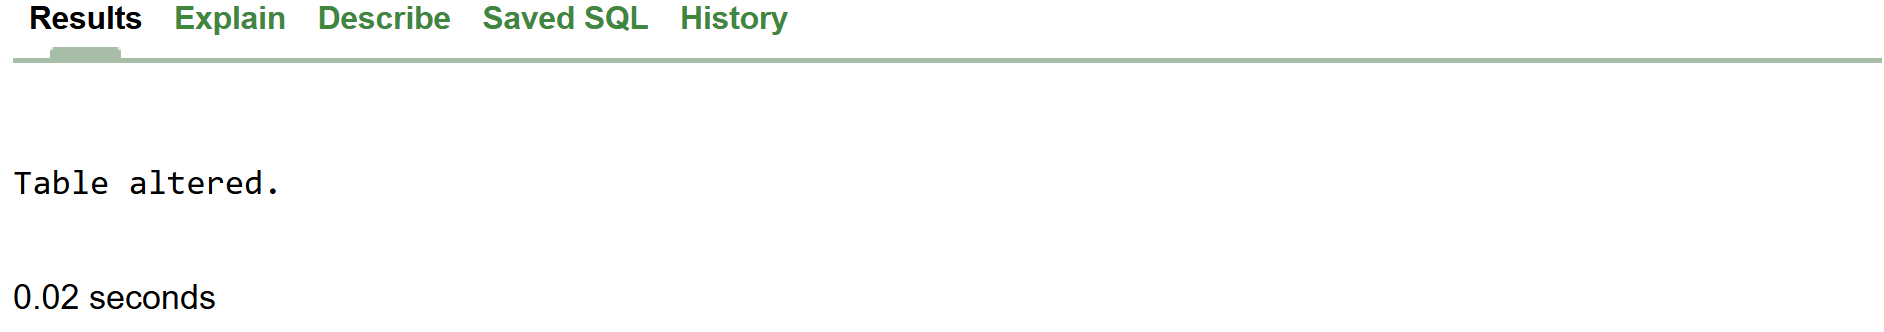 Results Explain Describe Saved SQL History
Table altered.
0.02 seconds